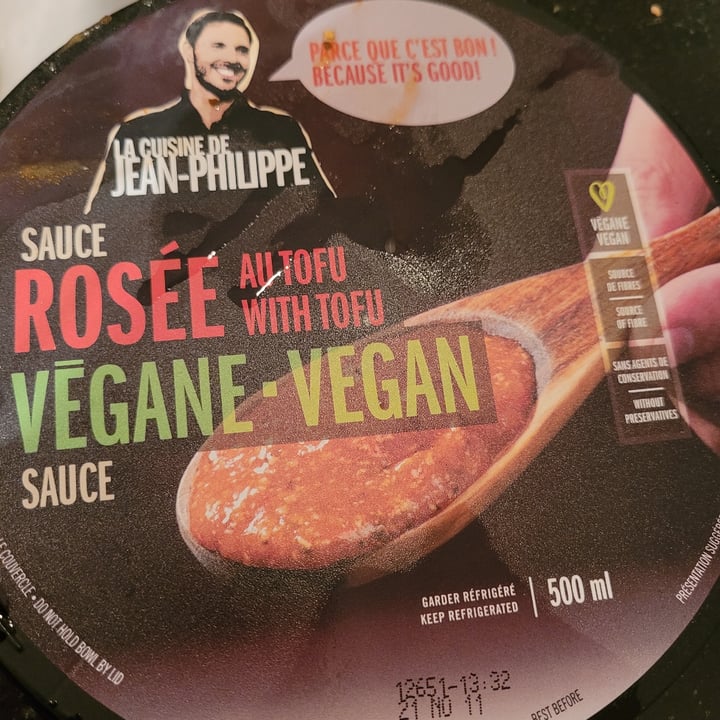 PARCE QUE C'EST BON!
BECAUSE IT'S GOOD!
LA CUISINE DE
JEAN-PHILIPPE
SAUCE
ROSÉE
AU TOFU
WITH TOFU
VÉGANE · VEGAN
SAUCE
VÉGANE
VEGAN
SOURCE
DE FIBRES
SOURCE
OF FIBRE
SANS AGENTS DE
CONSERVATION
WITHOUT
PRESERVATIVES
GARDER RÉFRIGÉRÉ
KEEP REFRIGERATED
500 ml
LE COUVERCLE • DO NOT HOLD BOWL BY LID
PRÉSENTATION
12651-13:32
21 NO 11
BEST BEFORE